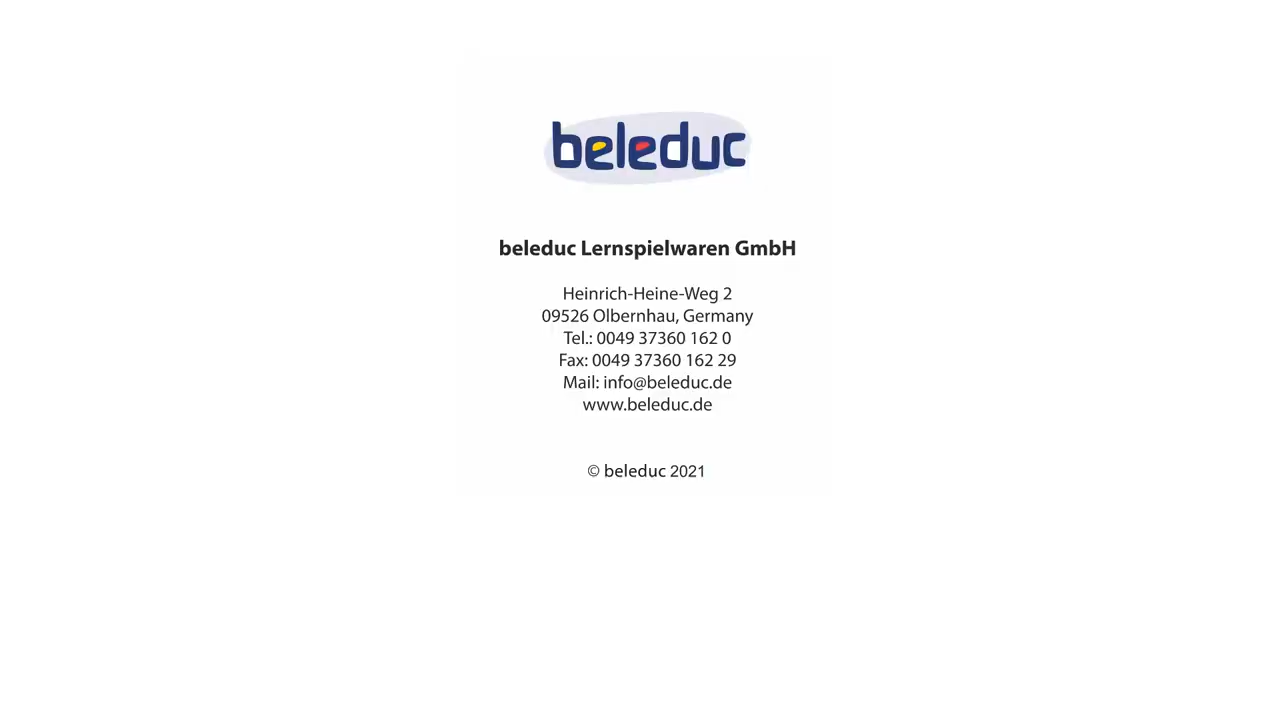 beleduc
beleduc Lernspielwaren GmbH
Heinrich-Heine-Weg 2
09526 Olbernhau, Germany
Tel.: 0049 37360 162 0
Fax: 0049 37360 162 29
Mail: info@beleduc.de
www.beleduc.de
© beleduc 2021